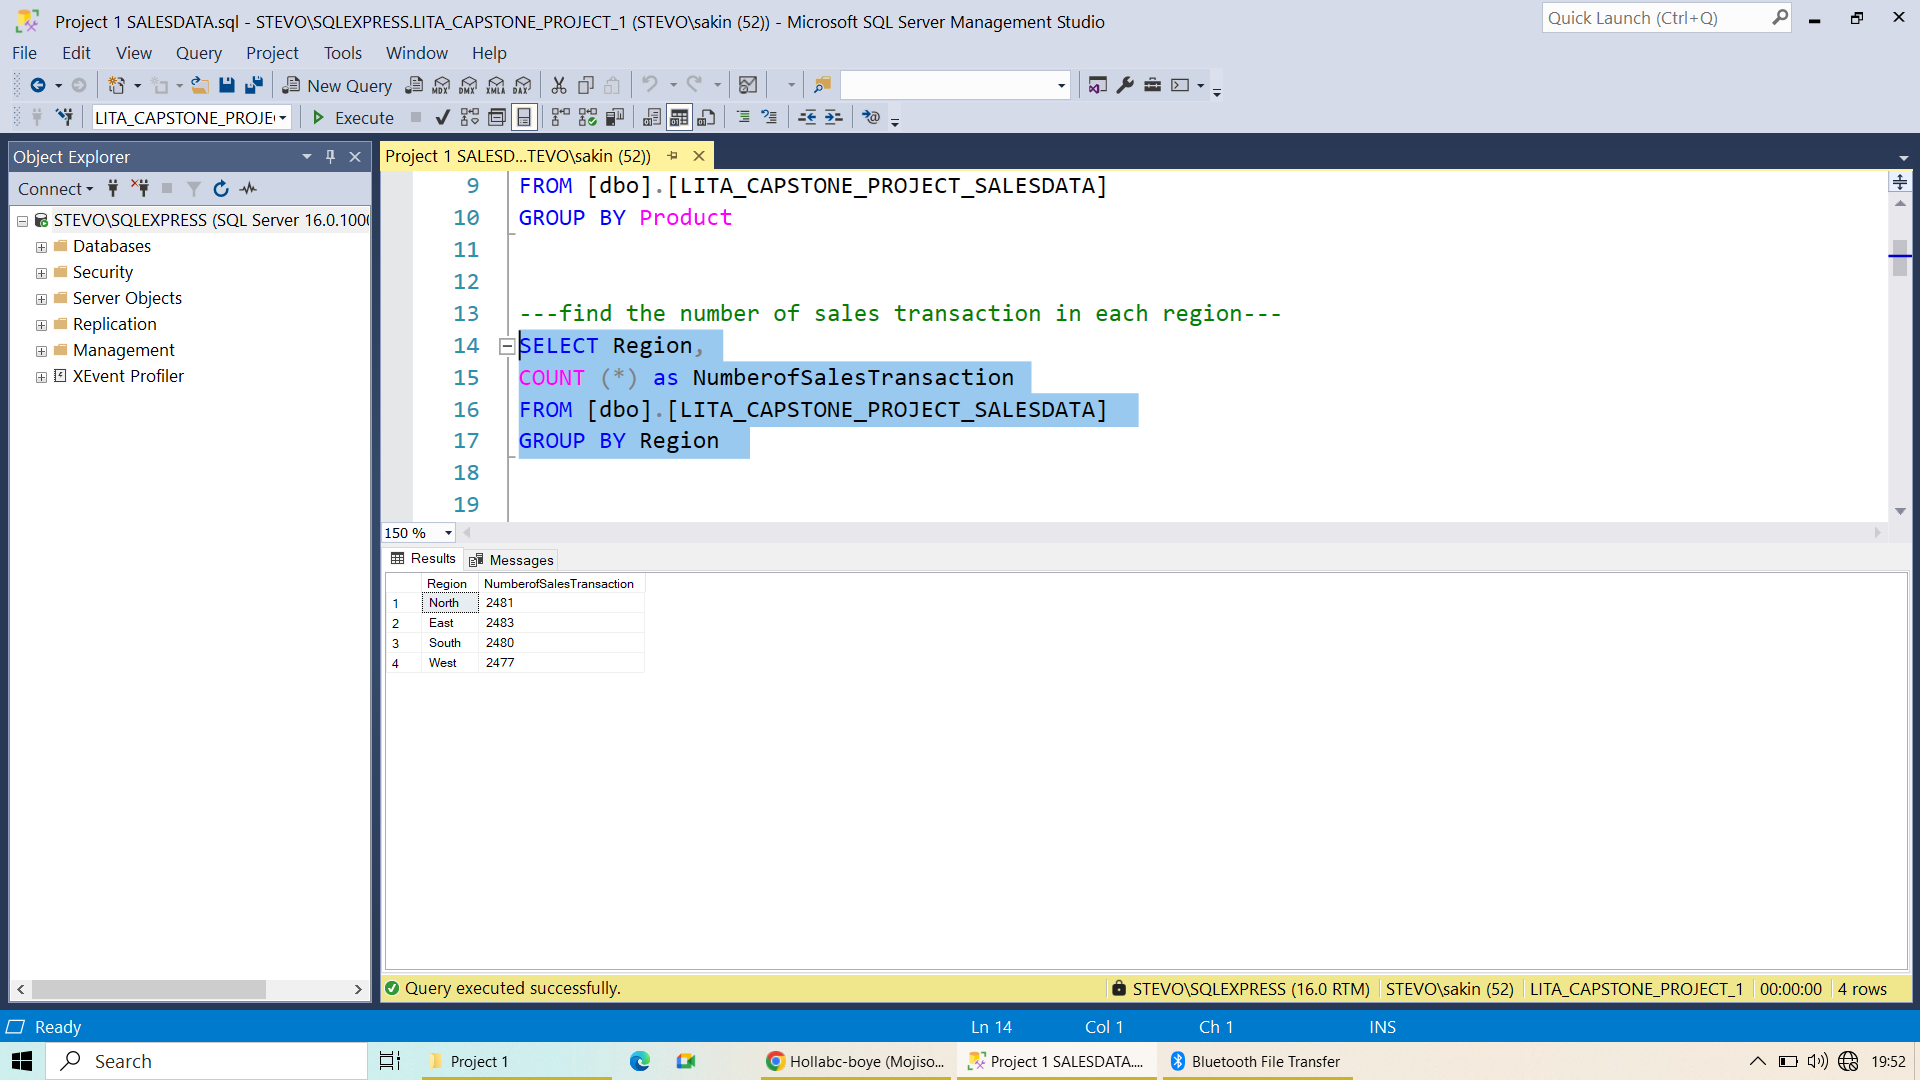 Project 1 SALESDATA.sql - STEVO\SQLEXPRESS.LITA_CAPSTONE_PROJECT_1 (STEVO\sakin (52)) - Microsoft SQL Server Management Studio
Quick Launch (Ctrl+Q)
File Edit View Query Project Tools Window Help
New Query MDX DMX XMLA DAX
LITA_CAPSTONE_PROJE Execute
Object Explorer
Connect
STEVO\SQLEXPRESS (SQL Server 16.0.1000
Databases
Security
Server Objects
Replication
Management
XEvent Profiler
Project 1 SALESD...TEVO\sakin (52))
9 FROM [dbo].[LITA_CAPSTONE_PROJECT_SALESDATA]
10 GROUP BY Product
11
12
13 ---find the number of sales transaction in each region---
14 SELECT Region,
15 COUNT (*) as NumberofSalesTransaction
16 FROM [dbo].[LITA_CAPSTONE_PROJECT_SALESDATA]
17 GROUP BY Region
18
19
150 %
Results Messages
Region NumberofSalesTransaction
1 North 2481
2 East 2483
3 South 2480
4 West 2477
Query executed successfully. STEVO\SQLEXPRESS (16.0 RTM) STEVO\sakin (52) LITA_CAPSTONE_PROJECT_1 00:00:00 4 rows
Ready Ln 14 Col 1 Ch 1 INS
Search Project 1 Hollabc-boye (Mojiso... Project 1 SALESDATA.... Bluetooth File Transfer 19:52